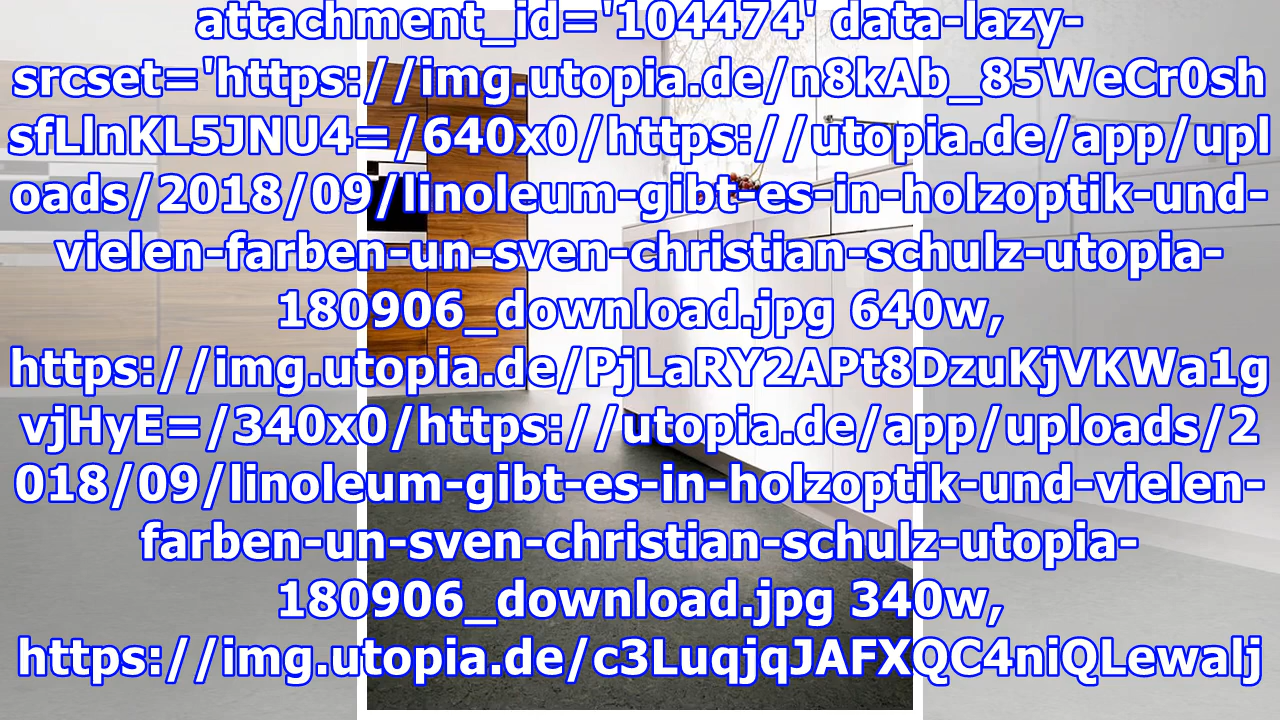 attachment_id='104474' data-lazy-
srcset='https://img.utopia.de/n8kAb_85WeCr0sh
sfLlnKL5JNU4=/640x0/https://utopia.de/app/upl
oads/2018/09/linoleum-gibt-es-in-holzoptik-und-
vielen-farben-un-sven-christian-schulz-utopia-
180906_download.jpg 640w,
https://img.utopia.de/PjLaRY2APt8DzuKjVKWa1g
vjHyE=/340x0/https://utopia.de/app/uploads/2
018/09/linoleum-gibt-es-in-holzoptik-und-vielen-
farben-un-sven-christian-schulz-utopia-
180906_download.jpg 340w,
https://img.utopia.de/c3LuqjqJAFXQC4niQLewalj